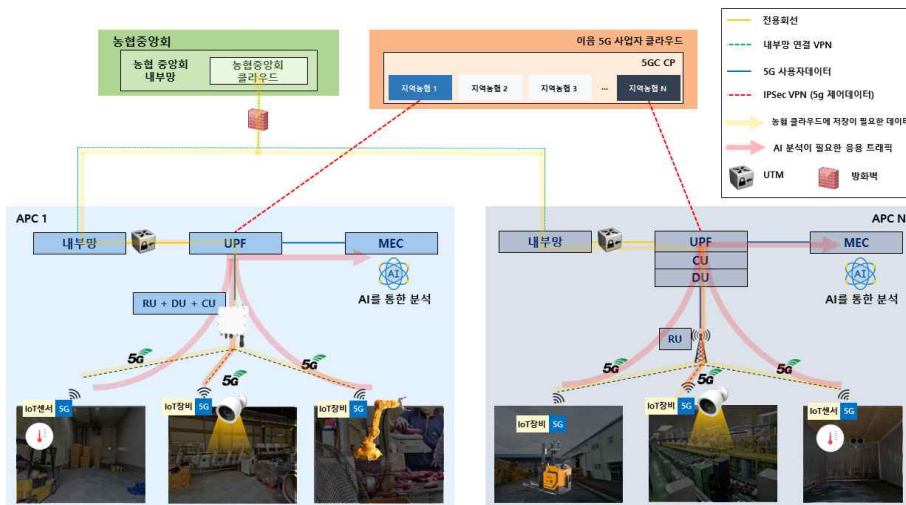 농협중앙회
농협 중앙회
내부망
농협중앙회
클라우드
이음 5G 사업자 클라우드
5GC CP
지역농협 1
지역농협 2
지역농협 3
...
지역농협 N
전용회선
내부망 연결 VPN
5G 사용자데이터
IPSec VPN (5g 제어데이터)
농협 클라우드에 저장이 필요한 데이터
AI 분석이 필요한 응용 트래픽
UTM
방화벽
APC 1
내부망
UPF
MEC
AI
AI를 통한 분석
RU + DU + CU
5G
5G
5G
IoT센서 5G
IoT장비 5G
IoT장비 5G
APC N
내부망
UPF
CU
DU
MEC
AI
AI를 통한 분석
RU
5G
5G
5G
IoT장비 5G
IoT장비 5G
IoT센서 5G